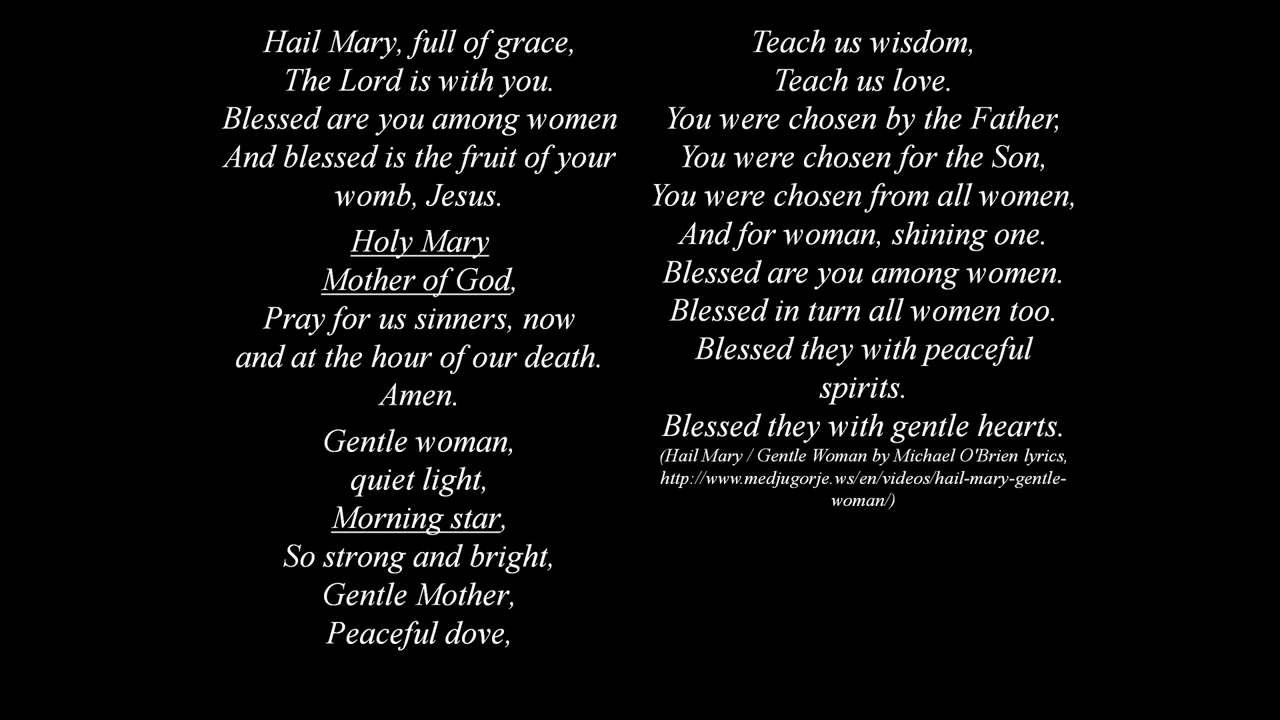 Hail Mary, full of grace,
The Lord is with you.
Blessed are you among women
And blessed is the fruit of your
womb, Jesus.
Holy Mary
Mother of God,
Pray for us sinners, now
and at the hour of our death.
Amen.
Gentle woman,
quiet light,
Morning star,
So strong and bright,
Gentle Mother,
Peaceful dove,
Teach us wisdom,
Teach us love.
You were chosen by the Father,
You were chosen for the Son,
You were chosen from all women,
And for woman, shining one.
Blessed are you among women.
Blessed in turn all women too.
Blessed they with peaceful
spirits.
Blessed they with gentle hearts.
(Hail Mary / Gentle Woman by Michael O'Brien lyrics,
http://www.medjugorje.ws/en/videos/hail-mary-gentle-
woman/)